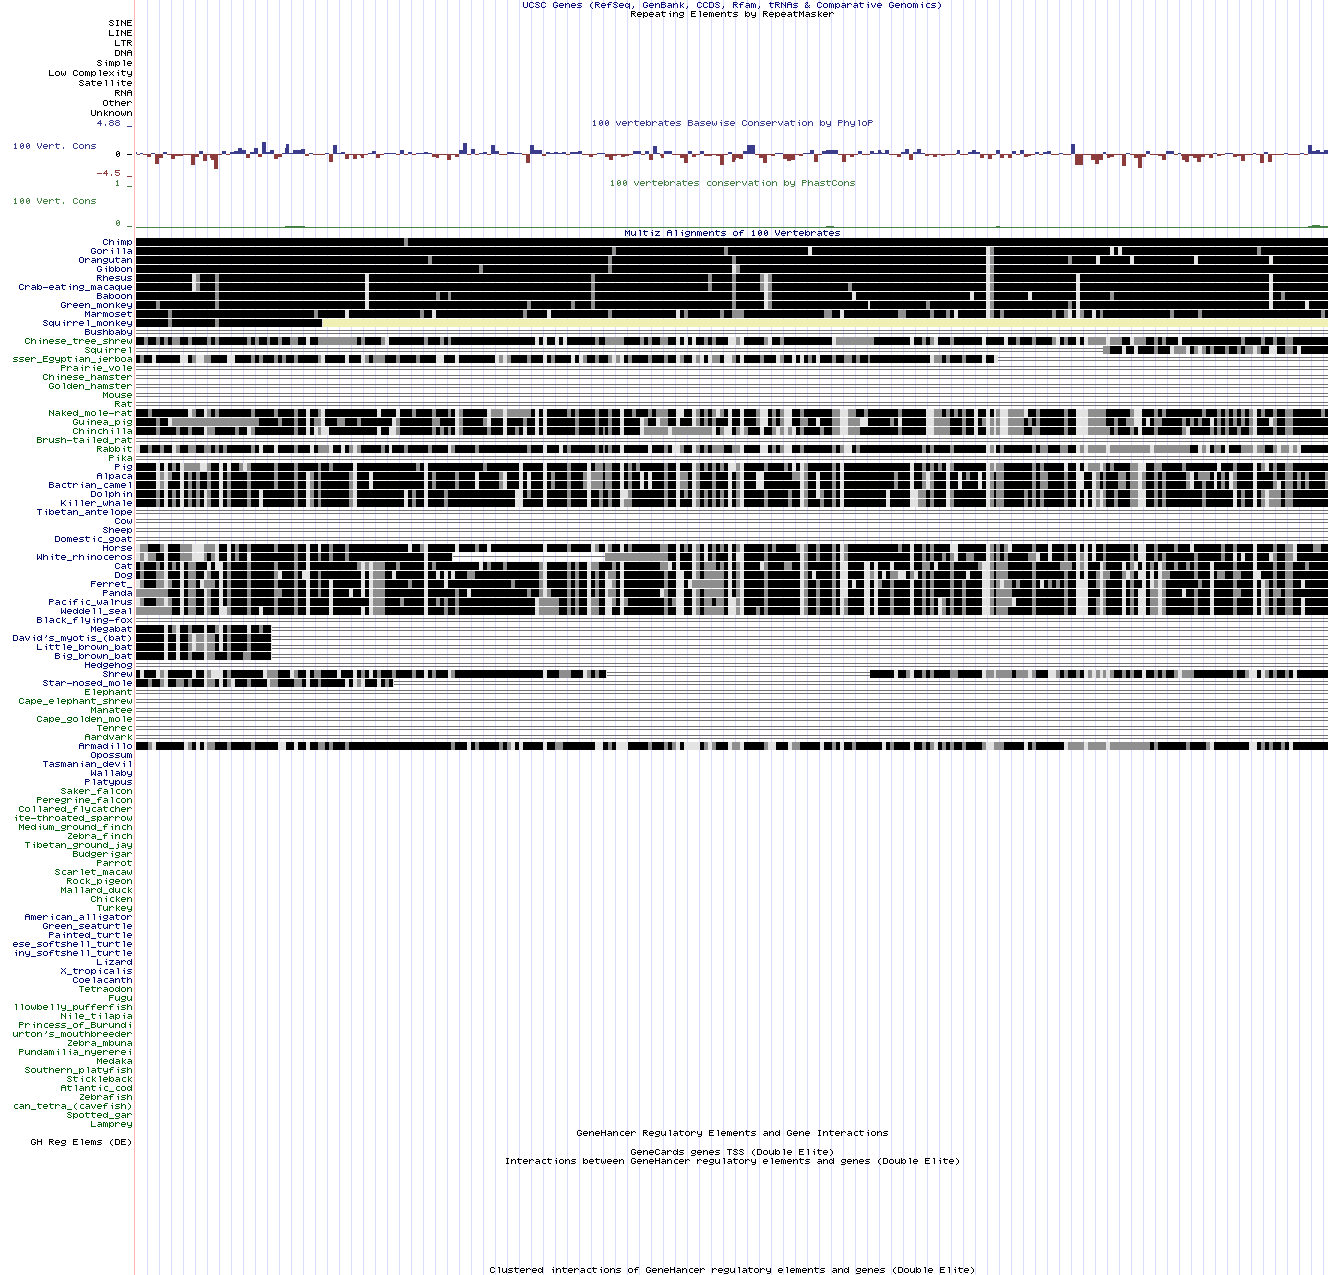 UCSC Genes (RefSeq, GenBank, CCDS, Rfam, tRNAs & Comparative Genomics)
Repeating Elements by RepeatMasker
SINE
LINE
LTR
DNA
Simple
Low Complexity
Satellite
RNA
Other
Unknown
4.88 _
100 vertebrates Basewise Conservation by PhyloP
100 Vert. Cons
0 -
-4.5 _
1 _
100 vertebrates conservation by PhastCons
100 Vert. Cons
0 _
Multiz Alignments of 100 Vertebrates
Chimp
Gorilla
Orangutan
Gibbon
Rhesus
Crab-eating_macaque
Baboon
Green_monkey
Marmoset
Squirrel_monkey
Bushbaby
Chinese_tree_shrew
Squirrel
sser_Egyptian_jerboa
Prairie_vole
Chinese_hamster
Golden_hamster
Mouse
Rat
Naked_mole-rat
Guinea_pig
Chinchilla
Brush-tailed_rat
Rabbit
Pika
Pig
Alpaca
Bactrian_camel
Dolphin
Killer_whale
Tibetan_antelope
Cow
Sheep
Domestic_goat
Horse
White_rhinoceros
Cat
Dog
Ferret_
Panda
Pacific_walrus
Weddell_seal
Black_flying-fox
Megabat
David's_myotis_(bat)
Little_brown_bat
Big_brown_bat
Hedgehog
Shrew
Star-nosed_mole
Elephant
Cape_elephant_shrew
Manatee
Cape_golden_mole
Tenrec
Aardvark
Armadillo
Opossum
Tasmanian_devil
Wallaby
Platypus
Saker_falcon
Peregrine_falcon
Collared_flycatcher
ite-throated_sparrow
Medium_ground_finch
Zebra_finch
Tibetan_ground_jay
Budgerigar
Parrot
Scarlet_macaw
Rock_pigeon
Mallard_duck
Chicken
Turkey
American_alligator
Green_seaturtle
Painted_turtle
ese_softshell_turtle
iny_softshell_turtle
Lizard
X_tropicalis
Coelacanth
Tetraodon
Fugu
llowbelly_pufferfish
Nile_tilapia
Princess_of_Burundi
urton's_mouthbreeder
Zebra_mbuna
Pundamilia_nyererei
Medaka
Southern_platyfish
Stickleback
Atlantic_cod
Zebrafish
can_tetra_(cavefish)
Spotted_gar
Lamprey
GeneHancer Regulatory Elements and Gene Interactions
GH Reg Elems (DE)
GeneCards genes TSS (Double Elite)
Interactions between GeneHancer regulatory elements and genes (Double Elite)
Clustered interactions of GeneHancer regulatory elements and genes (Double Elite)